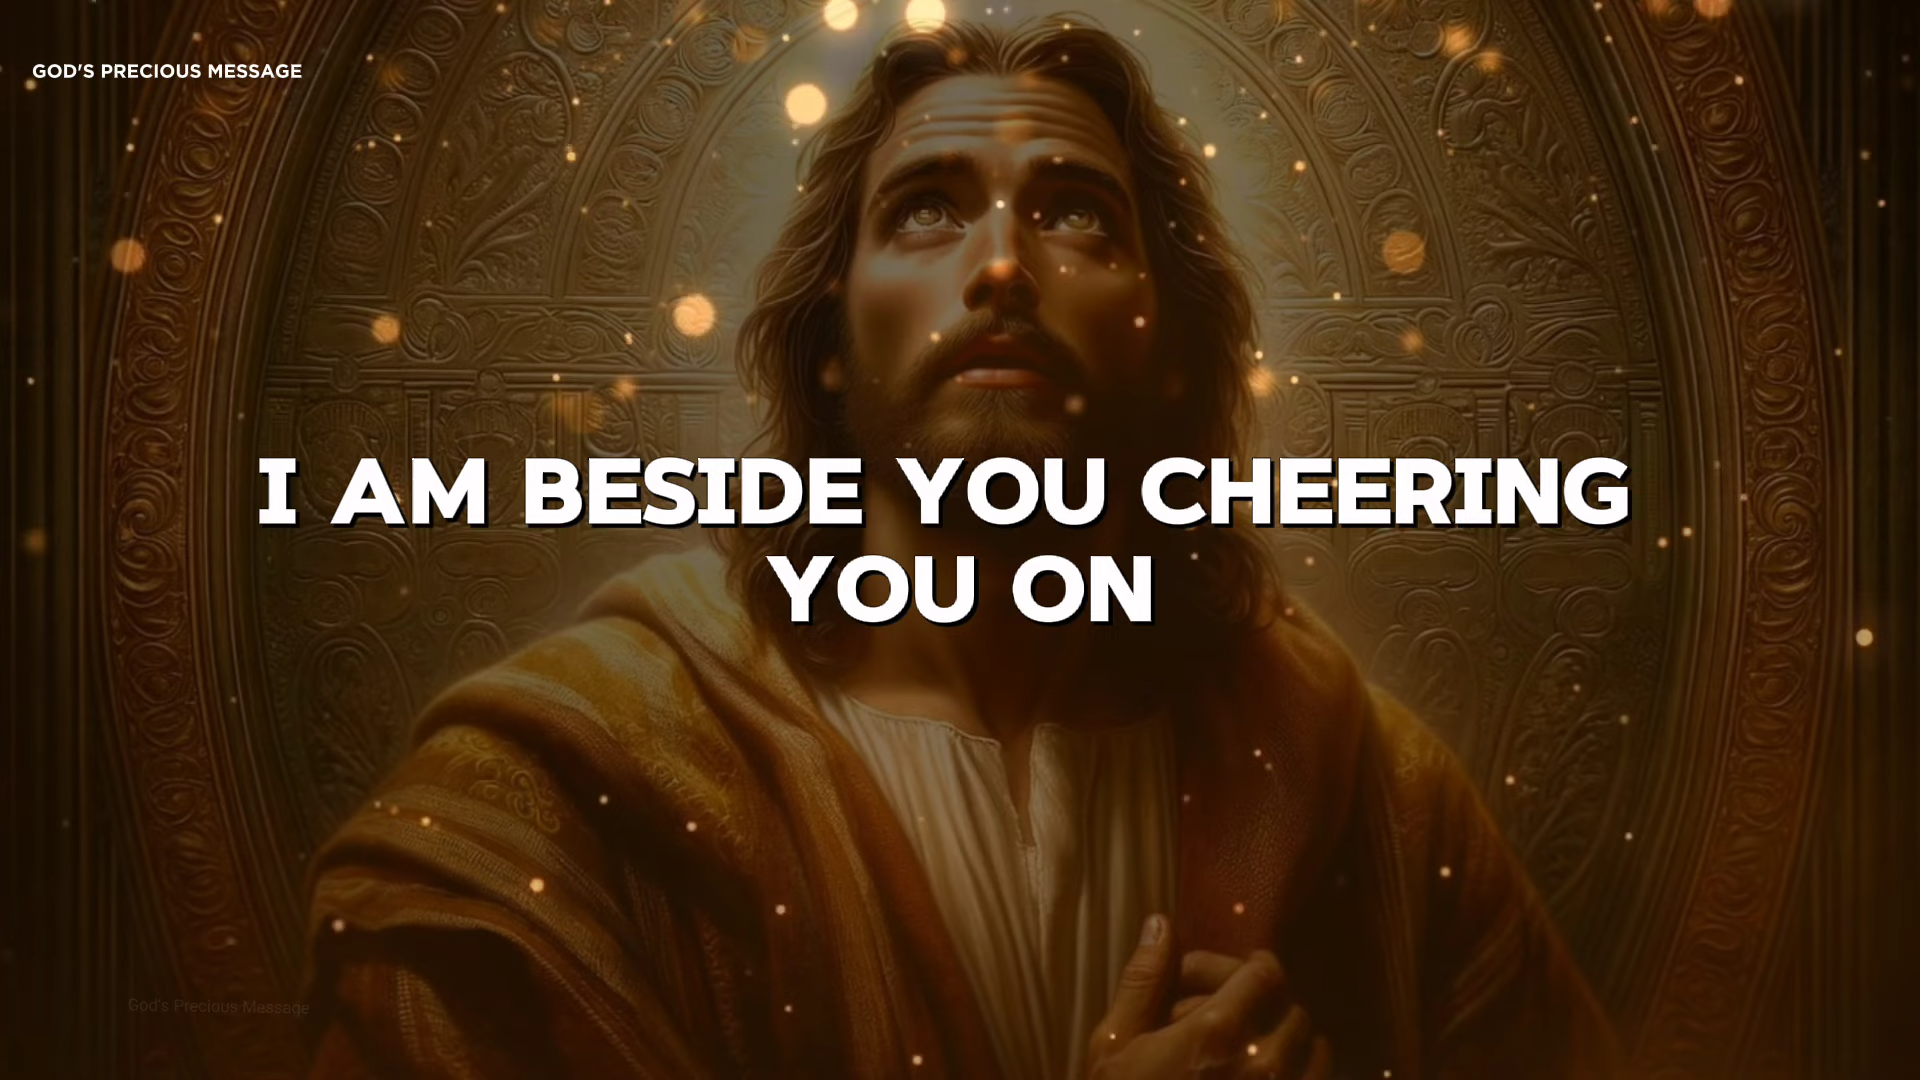 GOD'S PRECIOUS MESSAGE
I AM BESIDE YOU CHEERING
YOU ON
God's Precious Message